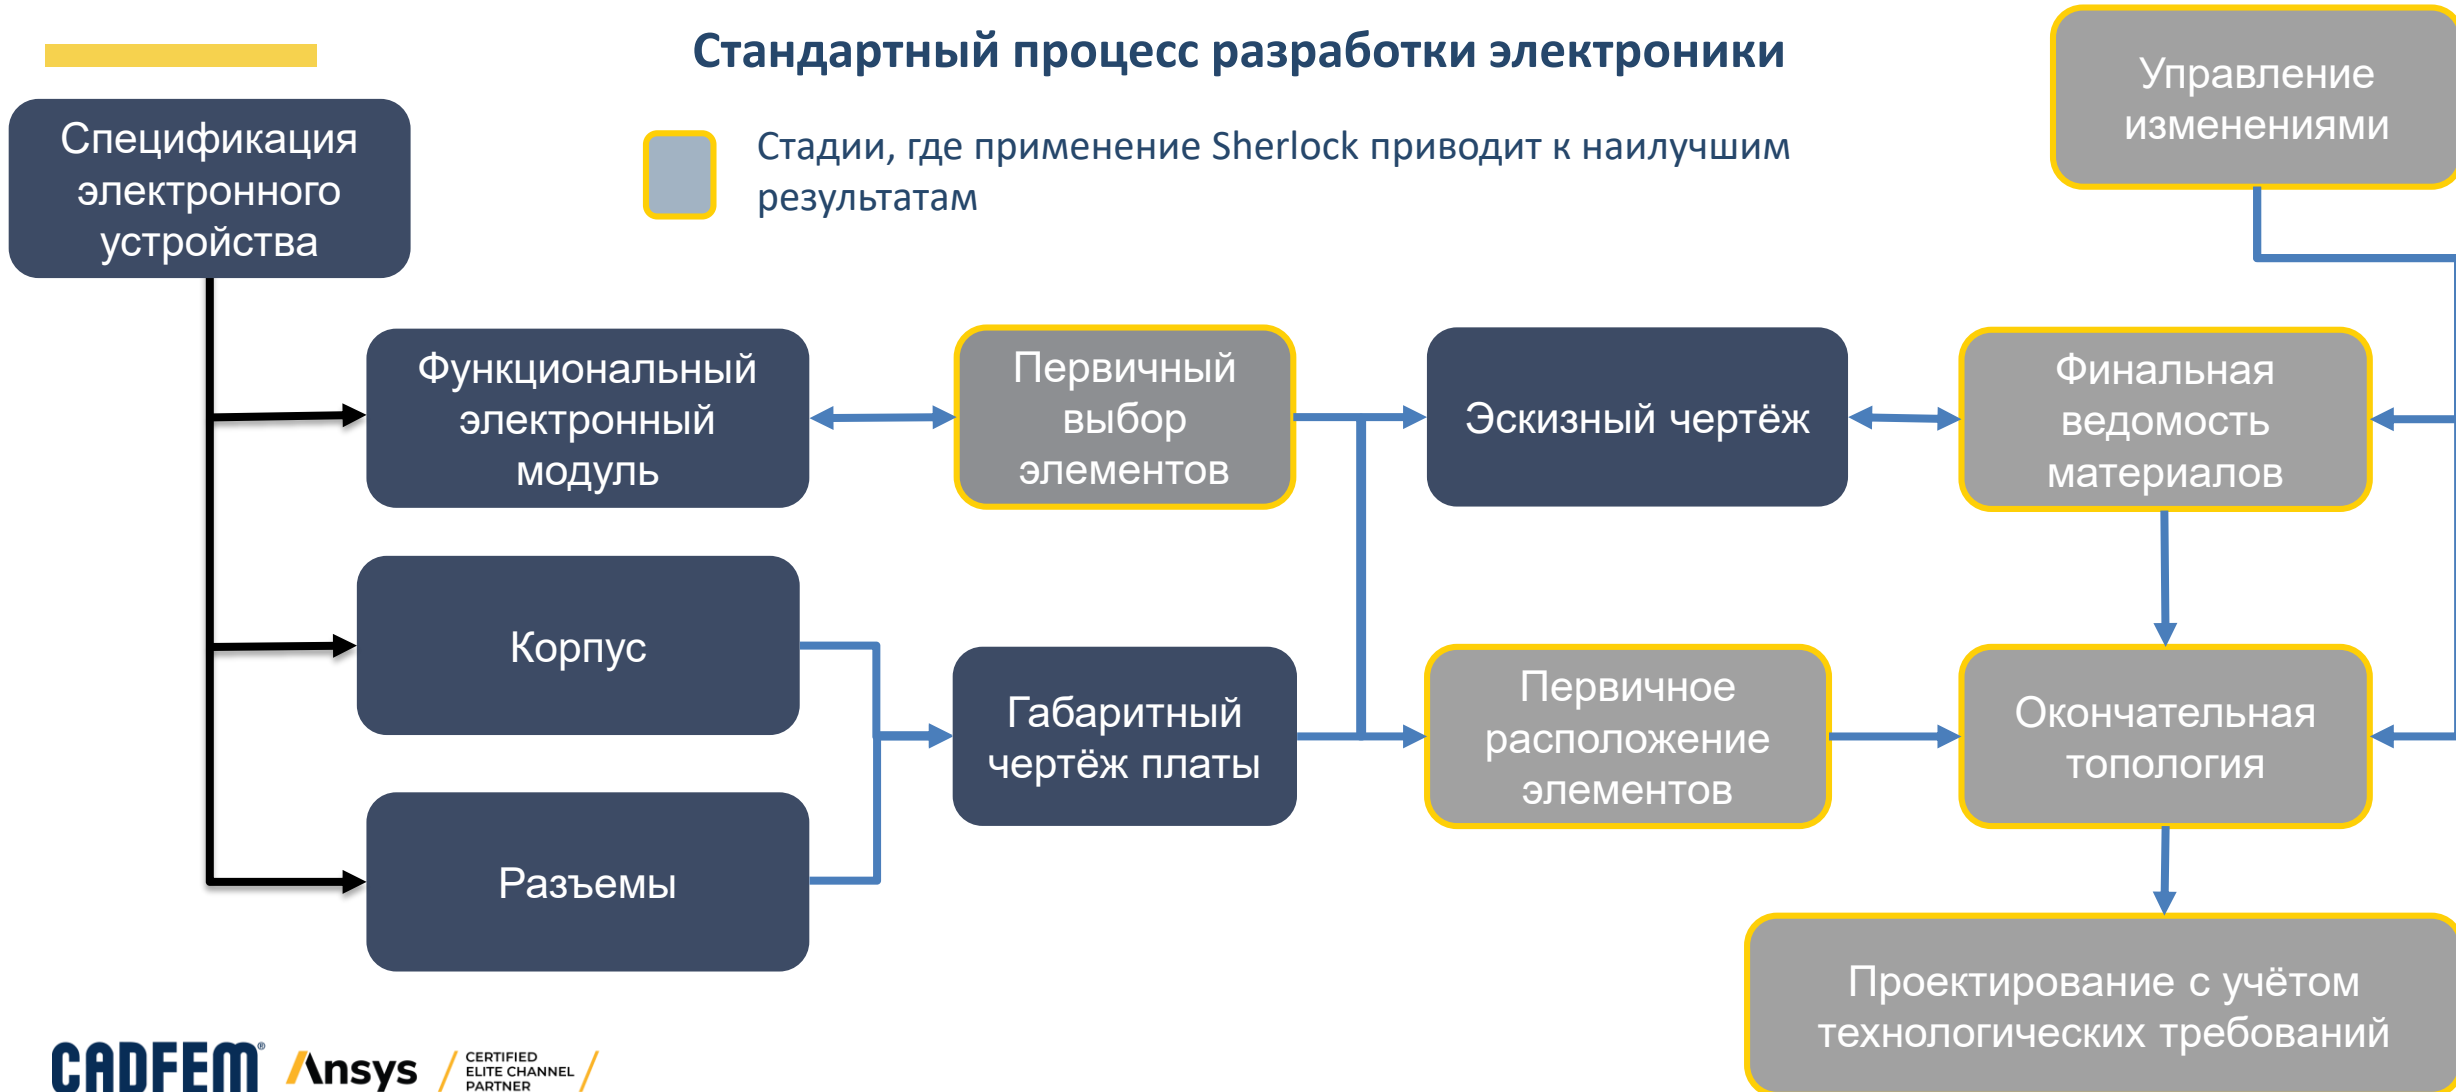 Стандартный процесс разработки электроники
Управление
изменениями
Спецификация
электронного
устройства
Стадии, где применение Sherlock приводит к наилучшим
результатам
Функциональный
электронный
модуль
Первичный
выбор
элементов
Эскизный чертёж
Финальная
ведомость
материалов
Корпус
Габаритный
чертёж платы
Первичное
расположение
элементов
Окончательная
топология
Разъемы
Проектирование с учётом
технологических требований
CADFEM®
Ansys
CERTIFIED
ELITE CHANNEL
PARTNER